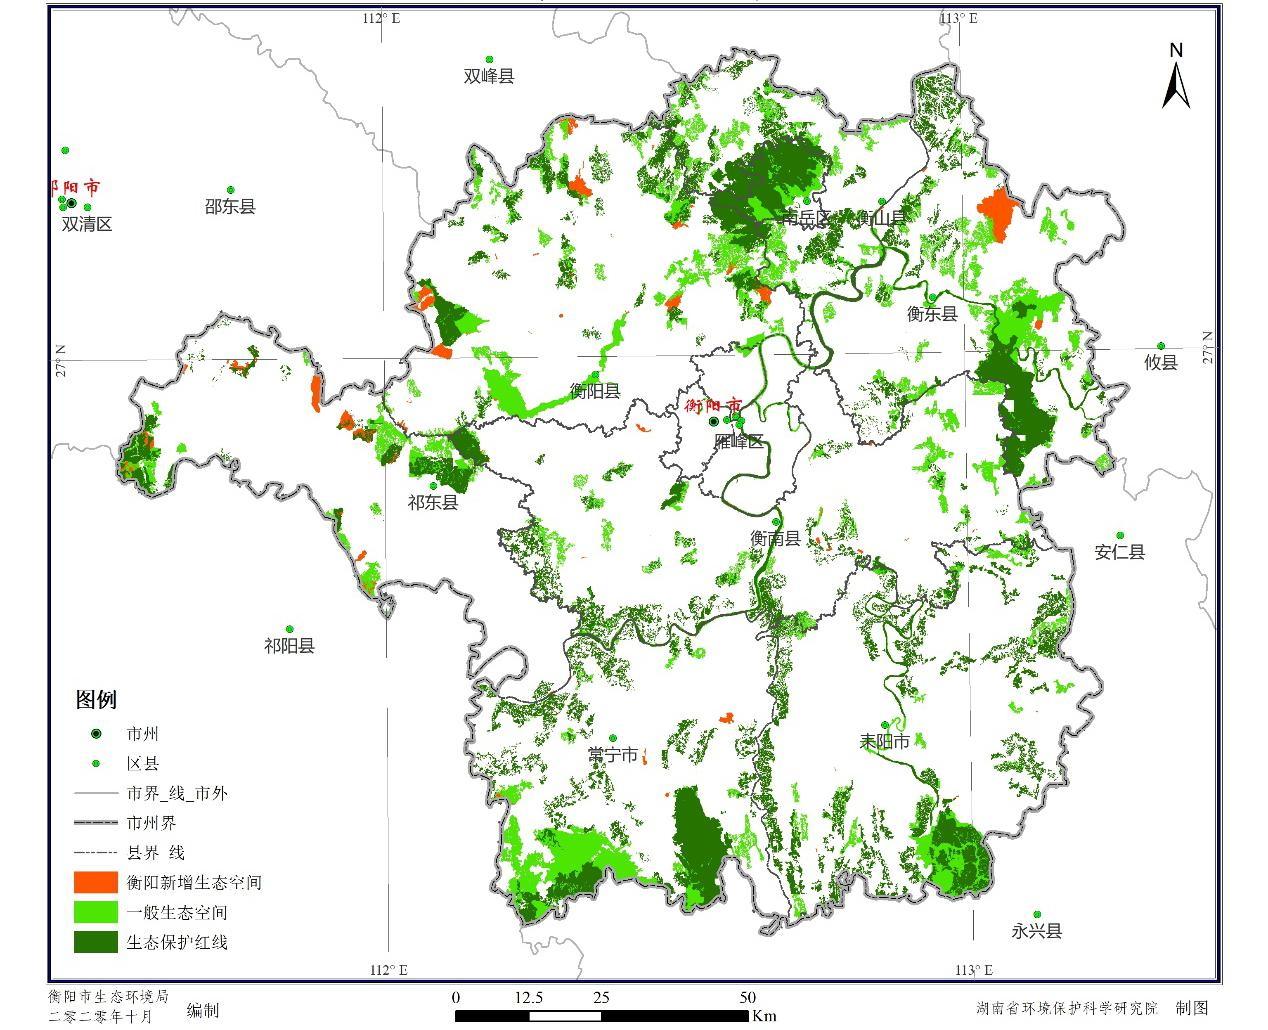 112° E
113° E
N
双峰县
阳市
双清区
邵东县
南岳区
衡山县
衡东县
27° N
27° N
攸县
衡阳县
衡阳市
雁峰区
祁东县
衡南县
安仁县
祁阳县
常宁市
耒阳市
永兴县
图例
市州
区县
市界_线_市外
市州界
县界_线
衡阳新增生态空间
一般生态空间
生态保护红线
112° E
113° E
衡阳市生态环境局
二零二零年十月
编制
0 12.5 25 50
Km
湖南省环境保护科学研究院 制图